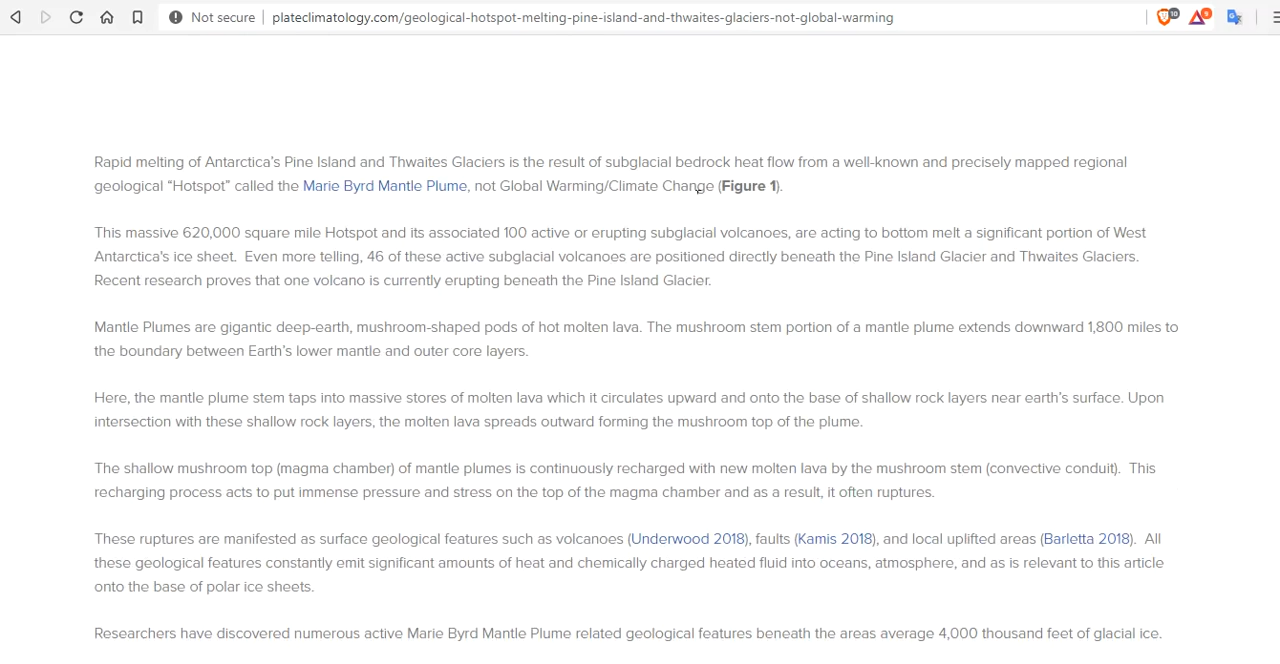 Not secure plateclimatology.com/geological-hotspot-melting-pine-island-and-thwaites-glaciers-not-global-warming 10 9
Rapid melting of Antarctica's Pine Island and Thwaites Glaciers is the result of subglacial bedrock heat flow from a well-known and precisely mapped regional
geological “Hotspot” called the Marie Byrd Mantle Plume, not Global Warming/Climate Change (Figure 1).
This massive 620,000 square mile Hotspot and its associated 100 active or erupting subglacial volcanoes, are acting to bottom melt a significant portion of West
Antarctica's ice sheet. Even more telling, 46 of these active subglacial volcanoes are positioned directly beneath the Pine Island Glacier and Thwaites Glaciers.
Recent research proves that one volcano is currently erupting beneath the Pine Island Glacier.
Mantle Plumes are gigantic deep-earth, mushroom-shaped pods of hot molten lava. The mushroom stem portion of a mantle plume extends downward 1,800 miles to
the boundary between Earth's lower mantle and outer core layers.
Here, the mantle plume stem taps into massive stores of molten lava which it circulates upward and onto the base of shallow rock layers near earth's surface. Upon
intersection with these shallow rock layers, the molten lava spreads outward forming the mushroom top of the plume.
The shallow mushroom top (magma chamber) of mantle plumes is continuously recharged with new molten lava by the mushroom stem (convective conduit). This
recharging process acts to put immense pressure and stress on the top of the magma chamber and as a result, it often ruptures.
These ruptures are manifested as surface geological features such as volcanoes (Underwood 2018), faults (Kamis 2018), and local uplifted areas (Barletta 2018). All
these geological features constantly emit significant amounts of heat and chemically charged heated fluid into oceans, atmosphere, and as is relevant to this article
onto the base of polar ice sheets.
Researchers have discovered numerous active Marie Byrd Mantle Plume related geological features beneath the areas average 4,000 thousand feet of glacial ice.